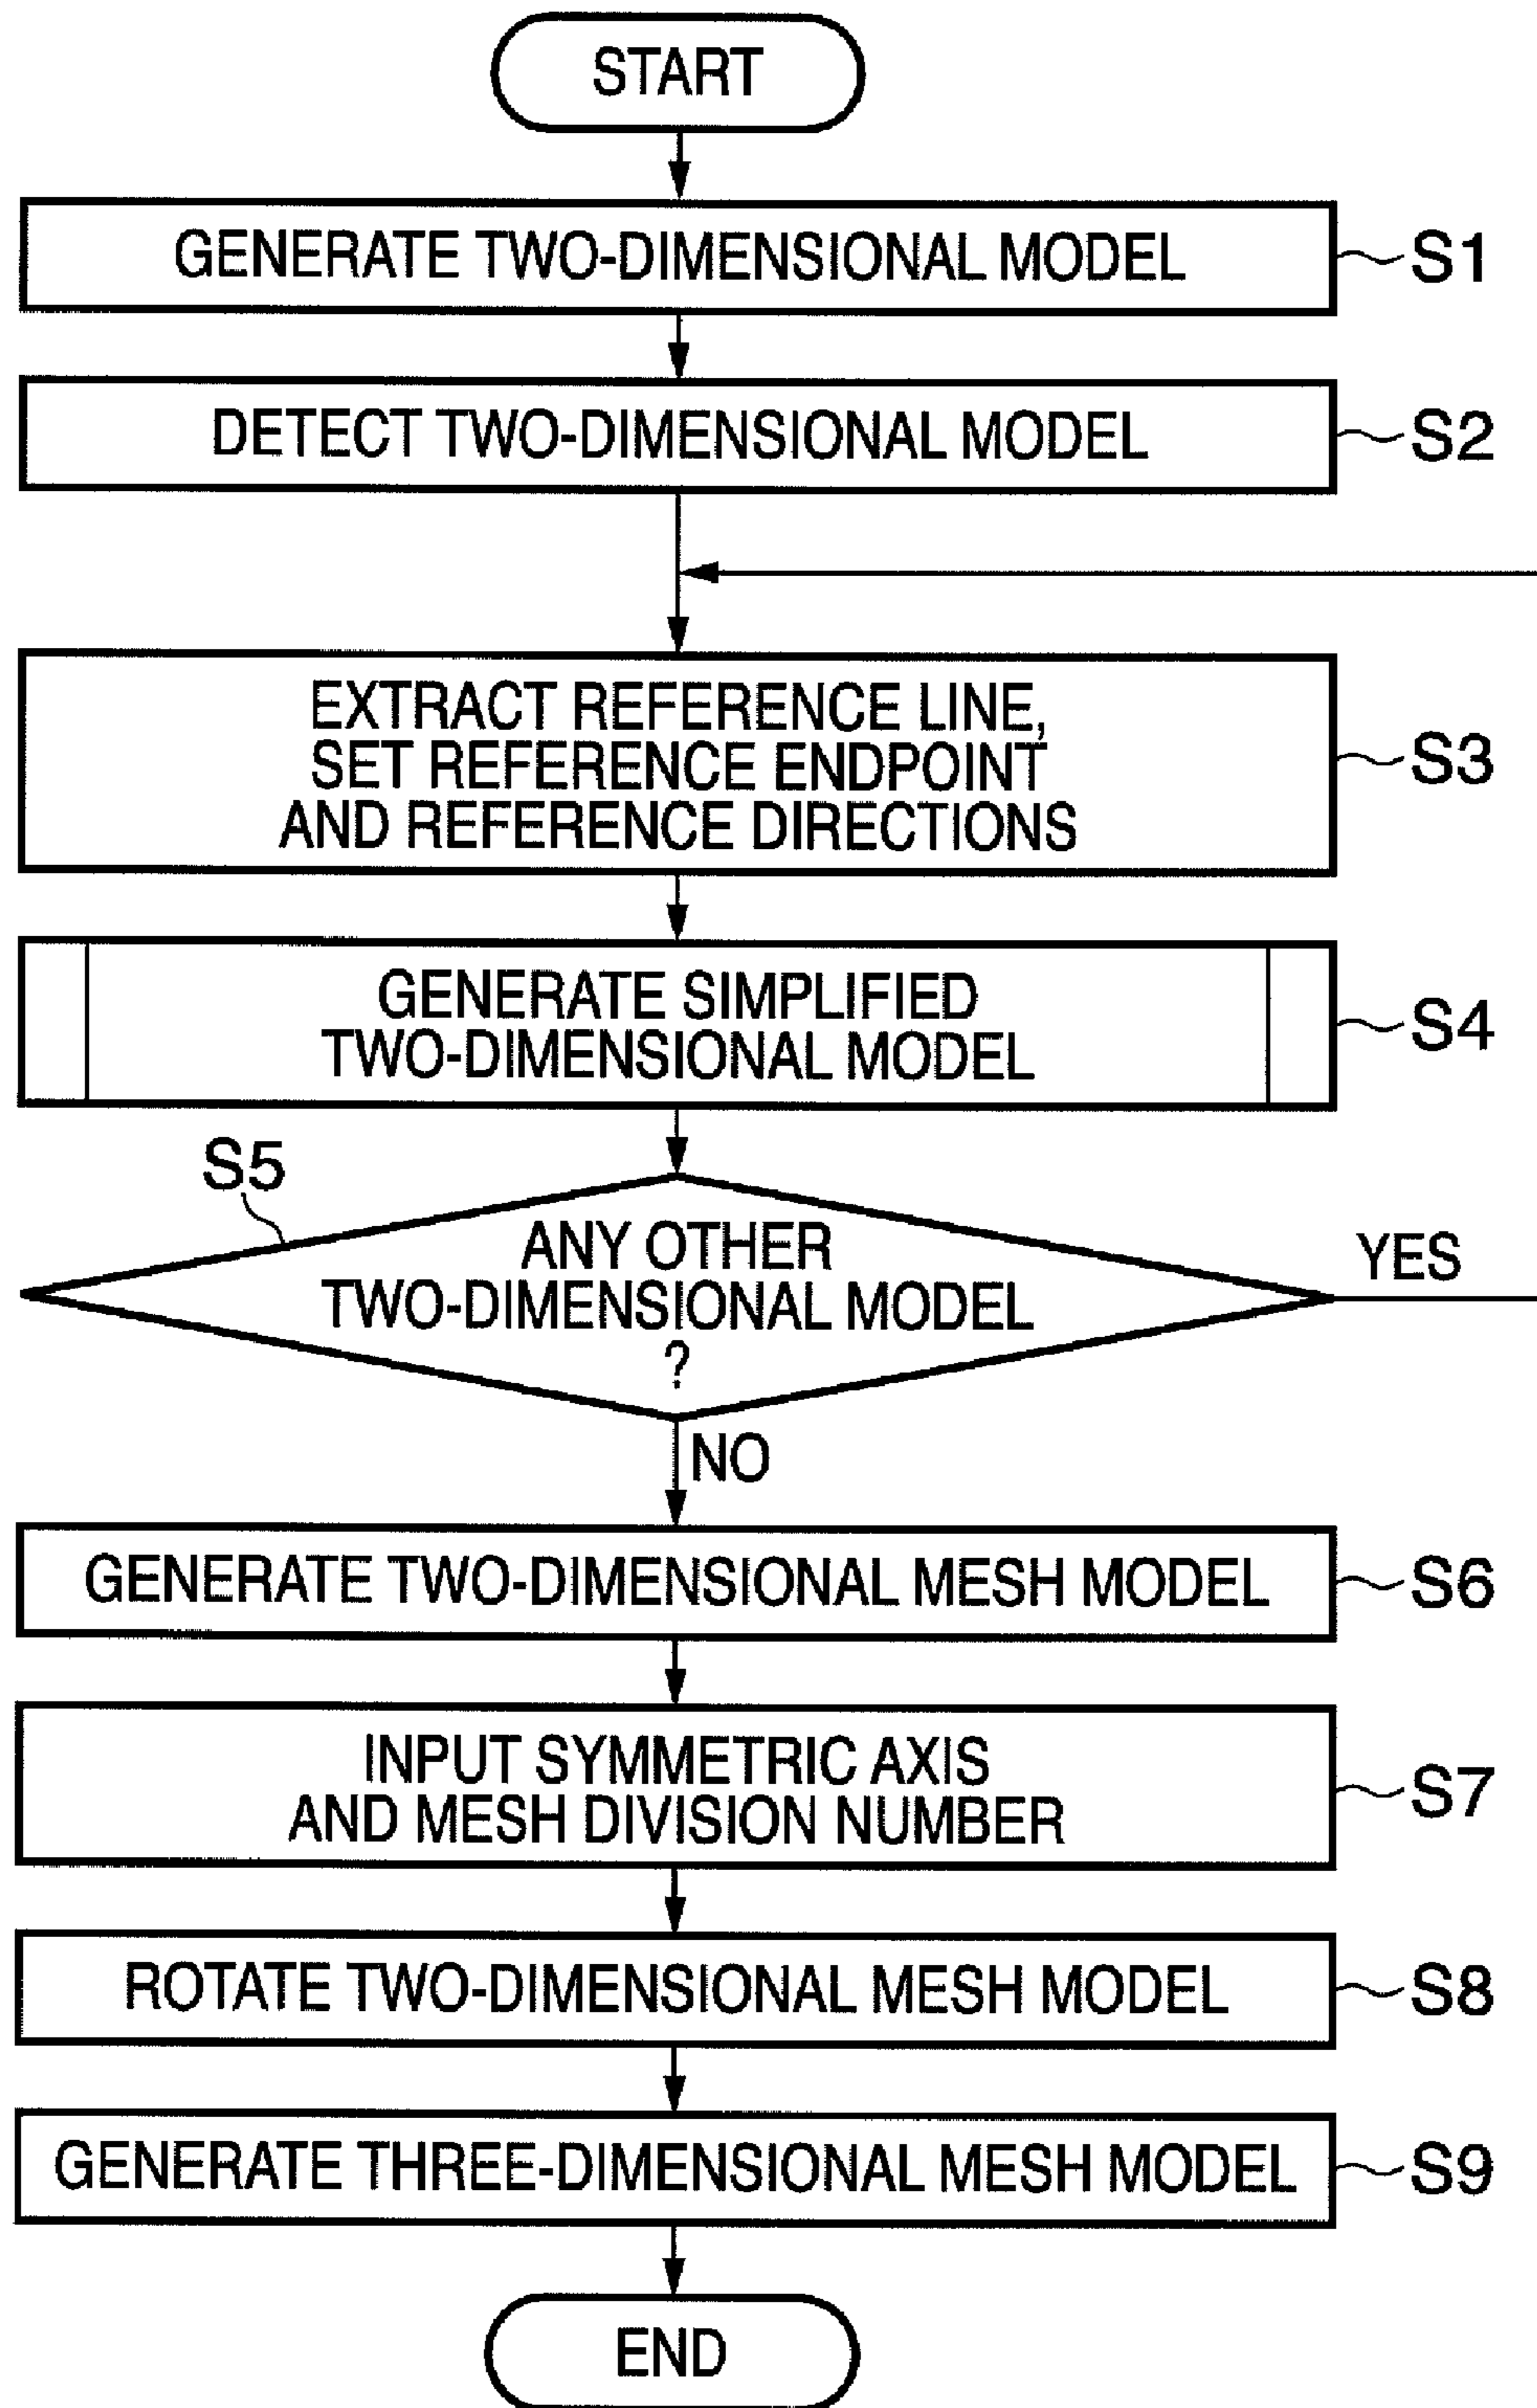 START
GENERATE TWO-DIMENSIONAL MODEL
S1
DETECT TWO-DIMENSIONAL MODEL
S2
EXTRACT REFERENCE LINE,
SET REFERENCE ENDPOINT
AND REFERENCE DIRECTIONS
S3
GENERATE SIMPLIFIED
TWO-DIMENSIONAL MODEL
S4
S5
ANY OTHER
TWO-DIMENSIONAL MODEL
?
YES
NO
GENERATE TWO-DIMENSIONAL MESH MODEL
S6
INPUT SYMMETRIC AXIS
AND MESH DIVISION NUMBER
S7
ROTATE TWO-DIMENSIONAL MESH MODEL
S8
GENERATE THREE-DIMENSIONAL MESH MODEL
S9
END